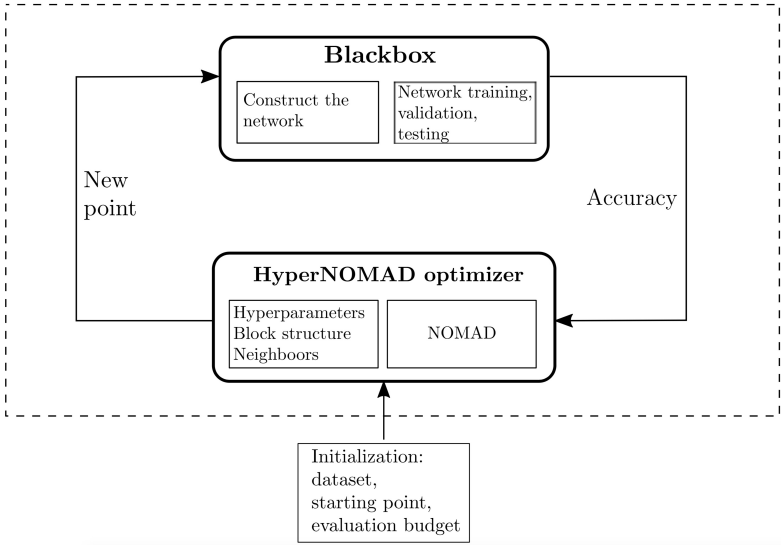 Blackbox
Construct the
network
Network training,
validation,
testing
New
point
Accuracy
HyperNOMAD optimizer
Hyperparameters
Block structure
Neighboors
NOMAD
Initialization:
dataset,
starting point,
evaluation budget